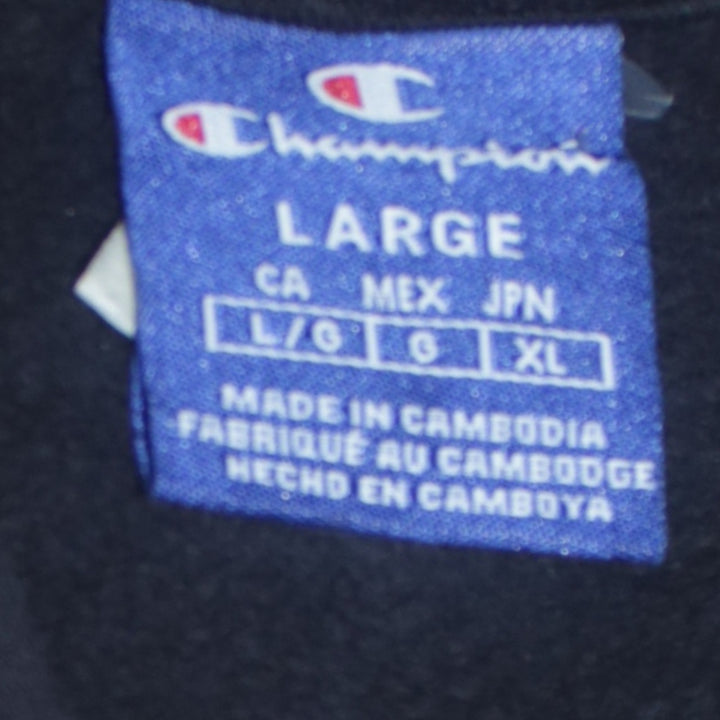 Champion
LARGE
CA MEX JPN
L/G G XL
MADE IN CAMBODIA
FABRIQUÉ AU CAMBODGE
HECHO EN CAMBOYA